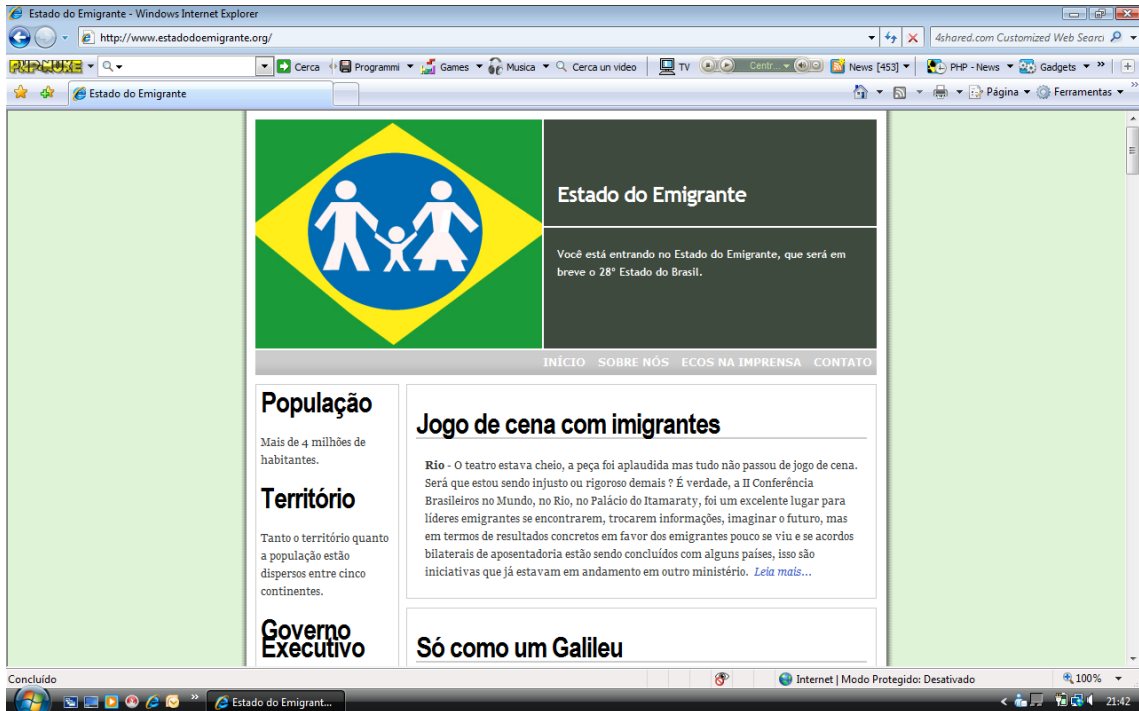 Estado do Emigrante - Windows Internet Explorer
http://www.estadodoemigrante.org/
4shared.com Customized Web Searc
Cerca Programmi Games Musica Cerca un video TV Centr... News [453] PHP - News Gadgets »
Estado do Emigrante
Página Ferramentas »
Estado do Emigrante
Você está entrando no Estado do Emigrante, que será em
breve o 28º Estado do Brasil.
INÍCIO SOBRE NÓS ECOS NA IMPRENSA CONTATO
População
Mais de 4 milhões de
habitantes.
Território
Tanto o território quanto
a população estão
dispersos entre cinco
continentes.
Governo
Executivo
Jogo de cena com imigrantes
Rio - O teatro estava cheio, a peça foi aplaudida mas tudo não passou de jogo de cena.
Será que estou sendo injusto ou rigoroso demais ? É verdade, a II Conferência
Brasileiros no Mundo, no Rio, no Palácio do Itamaraty, foi um excelente lugar para
líderes emigrantes se encontrarem, trocarem informações, imaginar o futuro, mas
em termos de resultados concretos em favor dos emigrantes pouco se viu e se acordos
bilaterais de aposentadoria estão sendo concluídos com alguns países, isso são
iniciativas que já estavam em andamento em outro ministério. Leia mais...
Só como um Galileu
Concluído
Internet | Modo Protegido: Desativado
100%
Estado do Emigrant...
21:42